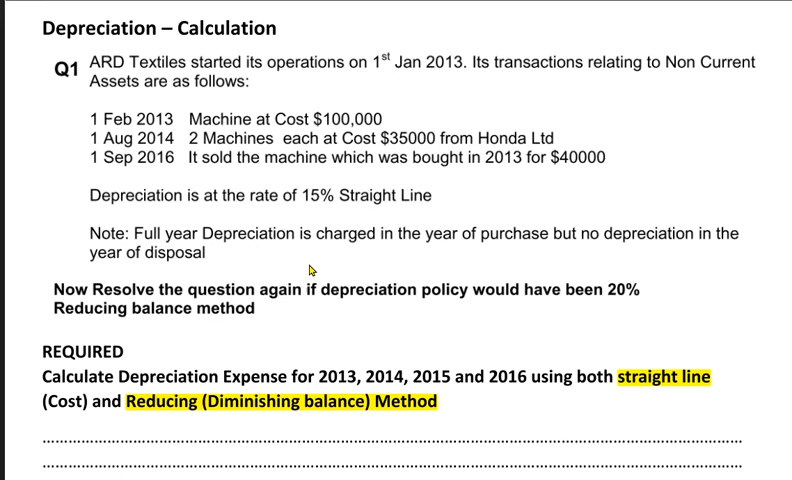 Depreciation – Calculation
Q1 ARD Textiles started its operations on 1st Jan 2013. Its transactions relating to Non Current
Assets are as follows:
1 Feb 2013 Machine at Cost $100,000
1 Aug 2014 2 Machines each at Cost $35000 from Honda Ltd
1 Sep 2016 It sold the machine which was bought in 2013 for $40000
Depreciation is at the rate of 15% Straight Line
Note: Full year Depreciation is charged in the year of purchase but no depreciation in the
year of disposal
Now Resolve the question again if depreciation policy would have been 20%
Reducing balance method
REQUIRED
Calculate Depreciation Expense for 2013, 2014, 2015 and 2016 using both straight line
(Cost) and Reducing (Diminishing balance) Method